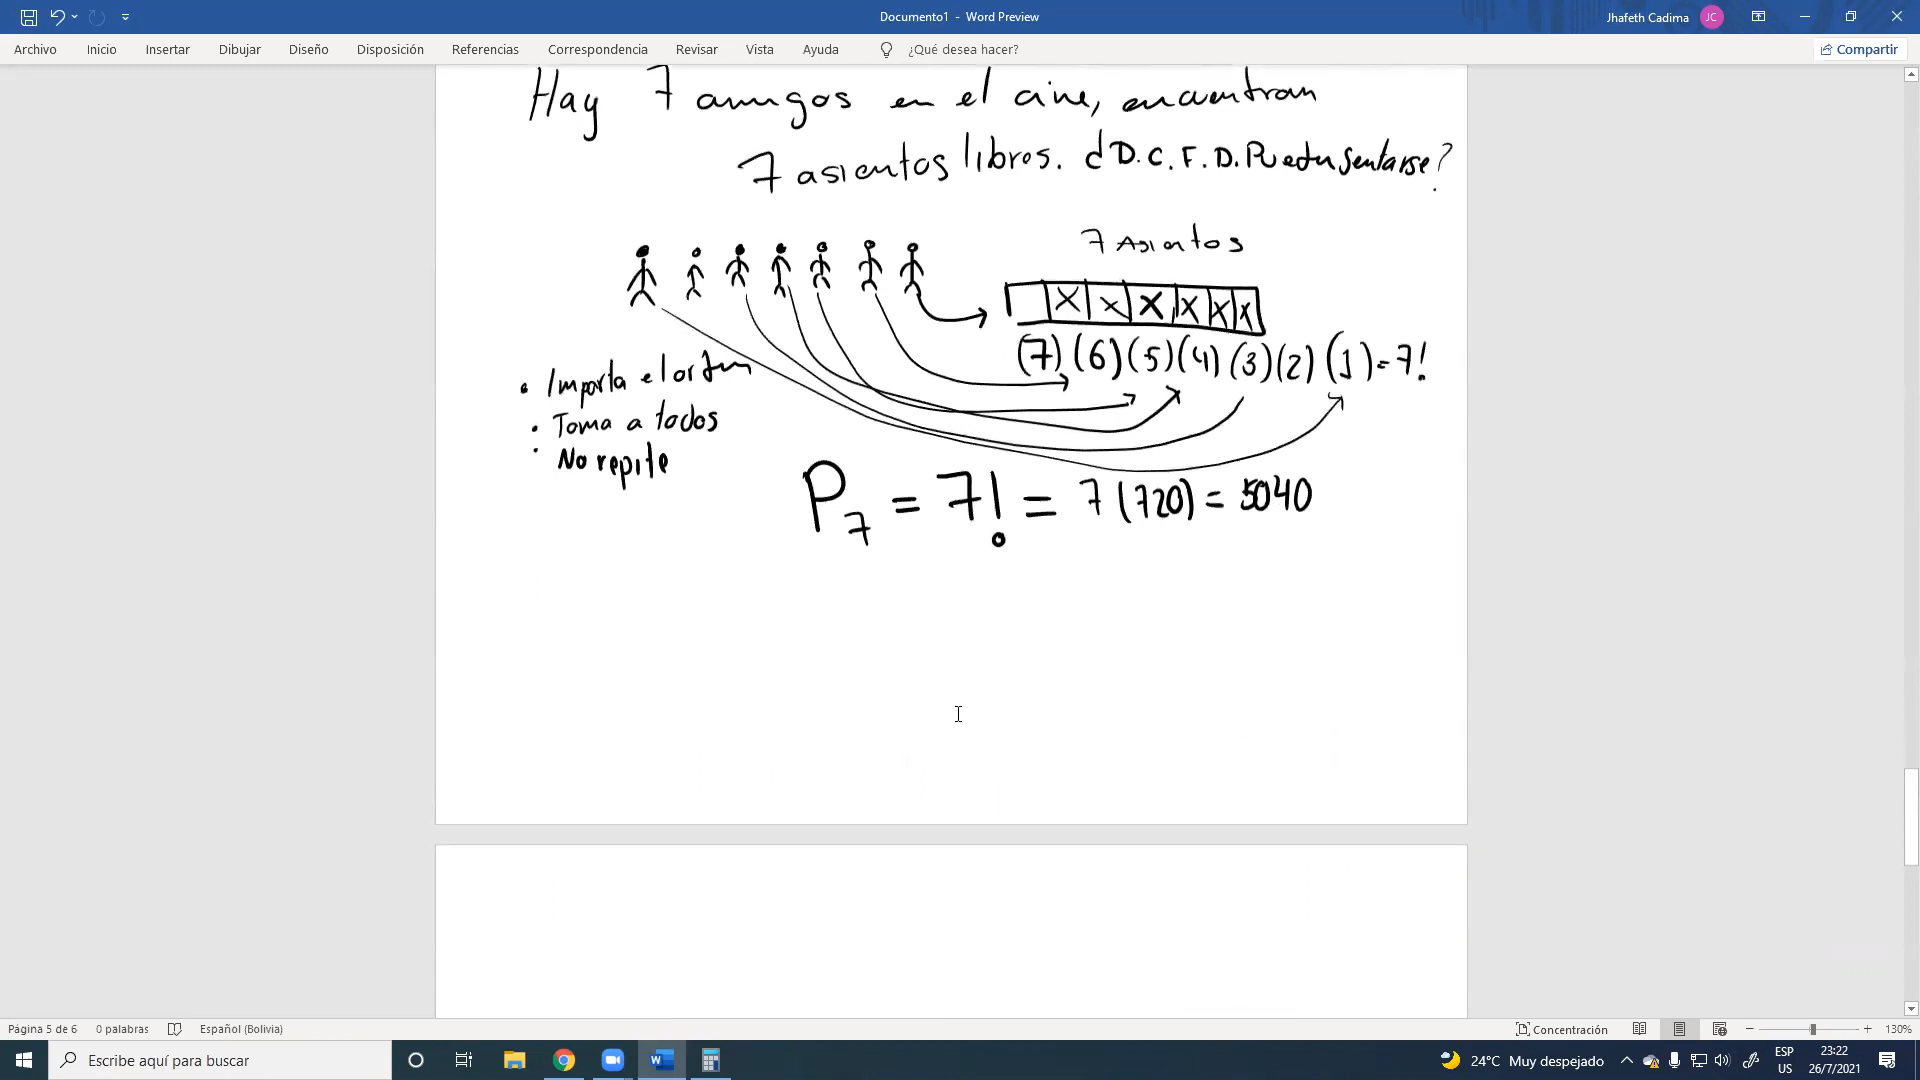 Documento1 - Word Preview
Jhafeth Cadima
JC
Archivo Inicio Insertar Dibujar Diseño Disposición Referencias Correspondencia Revisar Vista Ayuda ¿Qué desea hacer? Compartir
Hay 7 amigos en el cine, encuentran
7 asientos libres. ¿D.C.F.D. Pueden sentarse?
7 Asientos
X X X X X X
(7) (6) (5) (4) (3) (2) (1) = 7!
• Importa el orden
• Toma a todos
• No repite
P7 = 7! = 7 (720) = 5040
Página 5 de 6 0 palabras Español (Bolivia) Concentración 130%
Escribe aquí para buscar
24°C Muy despejado
ESP
US
23:22
26/7/2021